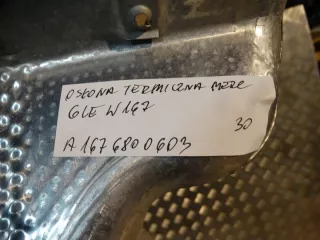 OSŁONA TERMICZNA MERC
GLE W167
30
A 167 680 06 03